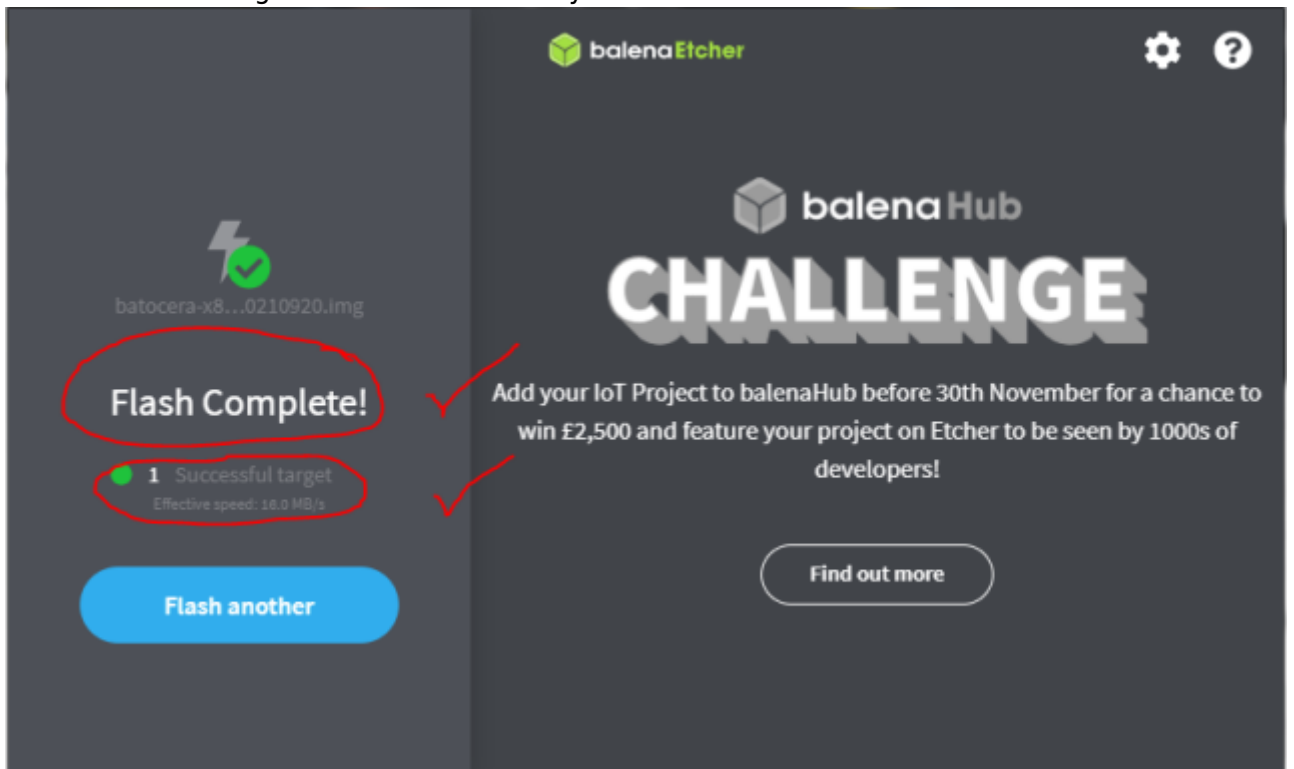 balenaEtcher
balenaHub
CHALLENGE
Add your IoT Project to balenaHub before 30th November for a chance to
win £2,500 and feature your project on Etcher to be seen by 1000s of
developers!
Find out more
batocera-x8...0210920.img
Flash Complete!
1 Successful target
Effective speed: 16.0 MB/s
Flash another